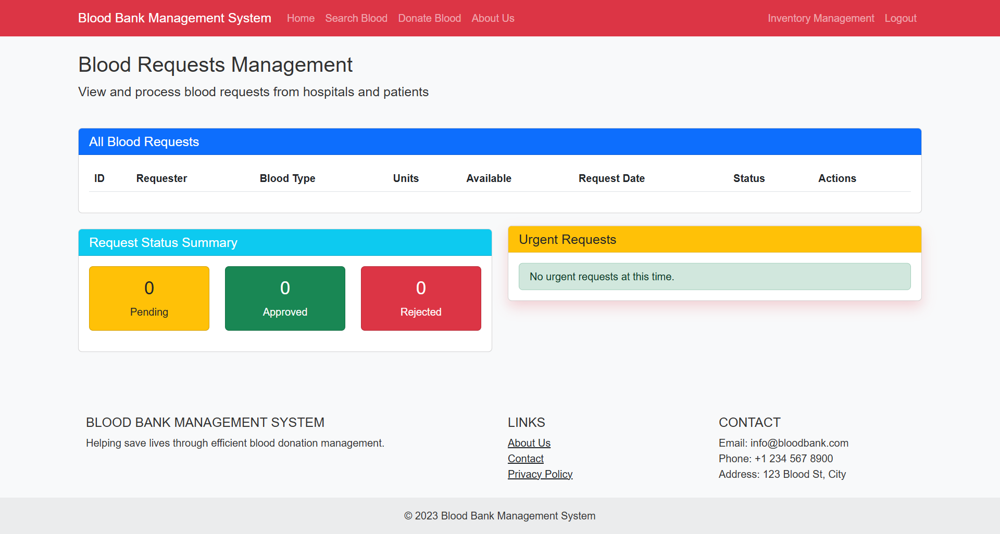 Blood Bank Management System Home Search Blood Donate Blood About Us Inventory Management Logout
Blood Requests Management
View and process blood requests from hospitals and patients
All Blood Requests
ID Requester Blood Type Units Available Request Date Status Actions
Request Status Summary
0 0 0
Pending Approved Rejected
Urgent Requests
No urgent requests at this time.
BLOOD BANK MANAGEMENT SYSTEM
Helping save lives through efficient blood donation management.
LINKS
About Us
Contact
Privacy Policy
CONTACT
Email: info@bloodbank.com
Phone: +1 234 567 8900
Address: 123 Blood St, City
© 2023 Blood Bank Management System